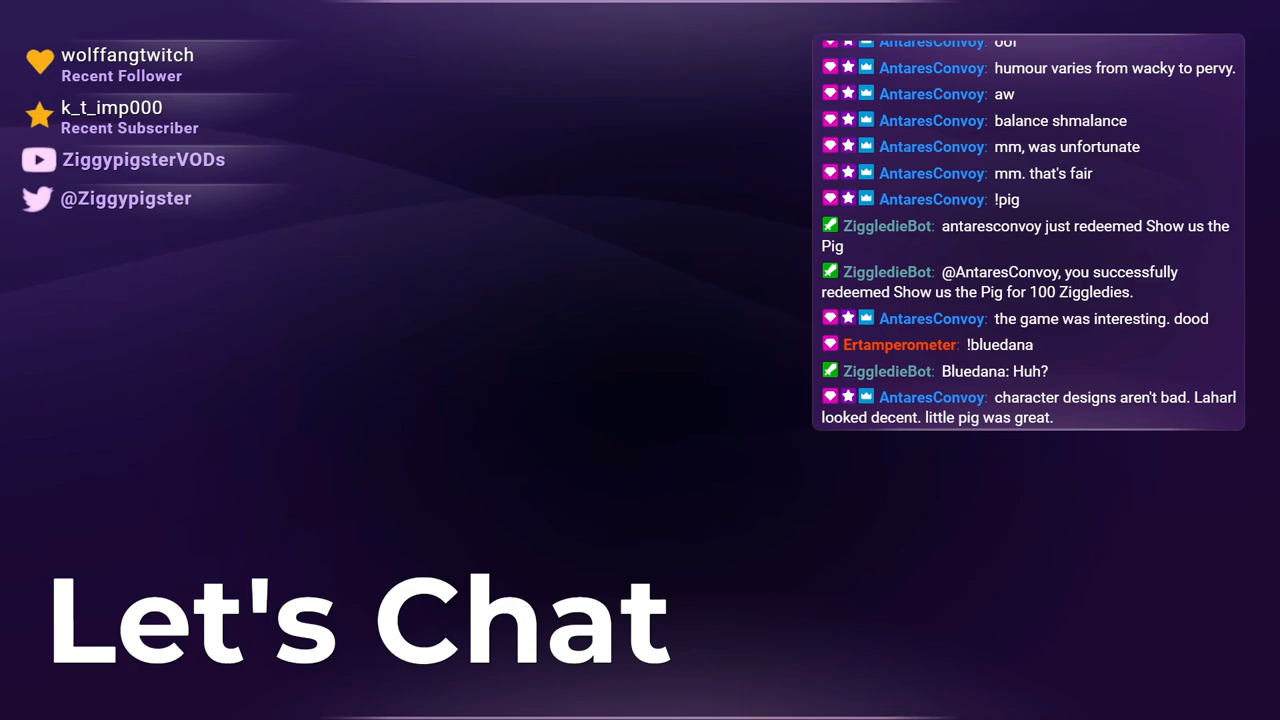 wolffangtwitch
Recent Follower
k_t_imp000
Recent Subscriber
ZiggypigsterVODs
@Ziggypigster
AntaresConvoy: oof
AntaresConvoy: humour varies from wacky to pervy.
AntaresConvoy: aw
AntaresConvoy: balance shmalance
AntaresConvoy: mm, was unfortunate
AntaresConvoy: mm. that's fair
AntaresConvoy: !pig
ZiggledieBot: antaresconvoy just redeemed Show us the
Pig
ZiggledieBot: @AntaresConvoy, you successfully
redeemed Show us the Pig for 100 Ziggledies.
AntaresConvoy: the game was interesting. dood
Ertamperometer: !bluedana
ZiggledieBot: Bluedana: Huh?
AntaresConvoy: character designs aren't bad. Laharl
looked decent. little pig was great.
Let's Chat